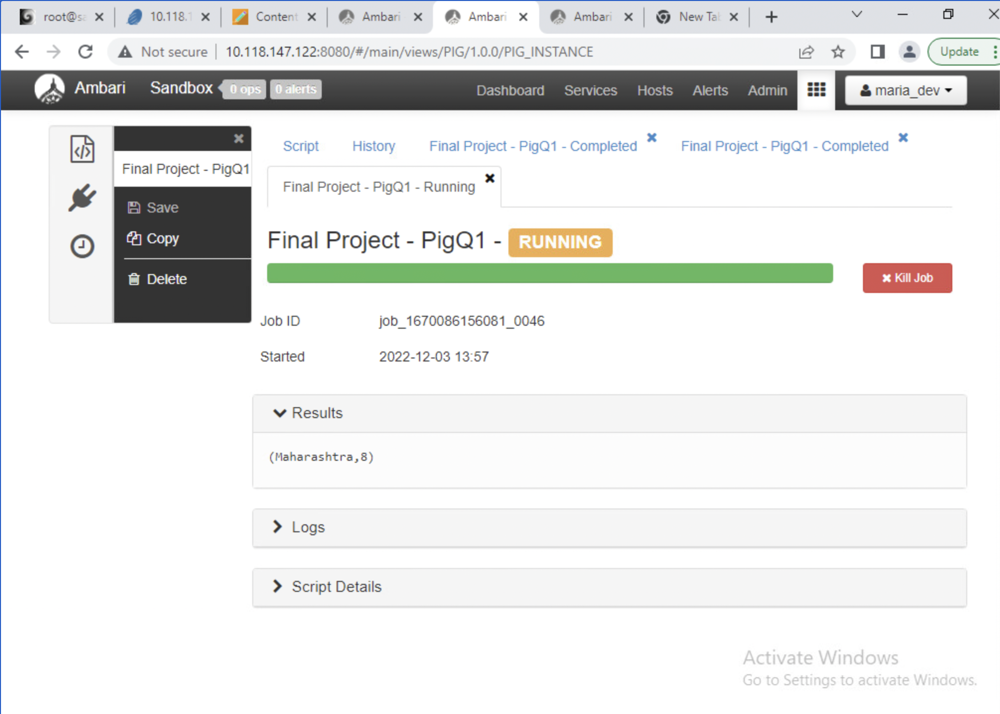 root@sa
10.118.1
Content
Ambari -
Ambari
Ambari
New Tab
Not secure
10.118.147.122:8080/#/main/views/PIG/1.0.0/PIG_INSTANCE
Update
Ambari
Sandbox
0 ops
0 alerts
Dashboard
Services
Hosts
Alerts
Admin
maria_dev
Final Project - PigQ1
Save
Copy
Delete
Script
History
Final Project - PigQ1 - Completed
Final Project - PigQ1 - Completed
Final Project - PigQ1 - Running
Final Project - PigQ1 - RUNNING
Kill Job
Job ID job_1670086156081_0046
Started 2022-12-03 13:57
Results
(Maharashtra,8)
Logs
Script Details
Activate Windows
Go to Settings to activate Windows.